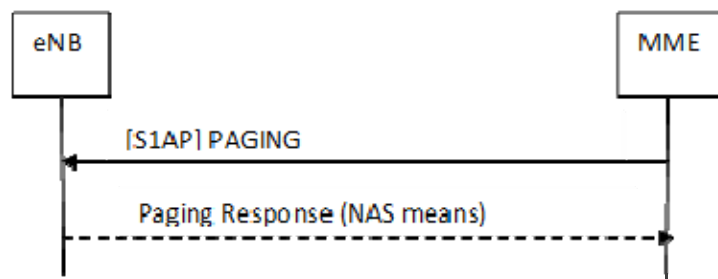 eNB
MME
[S1AP] PAGING
Paging Response (NAS means)